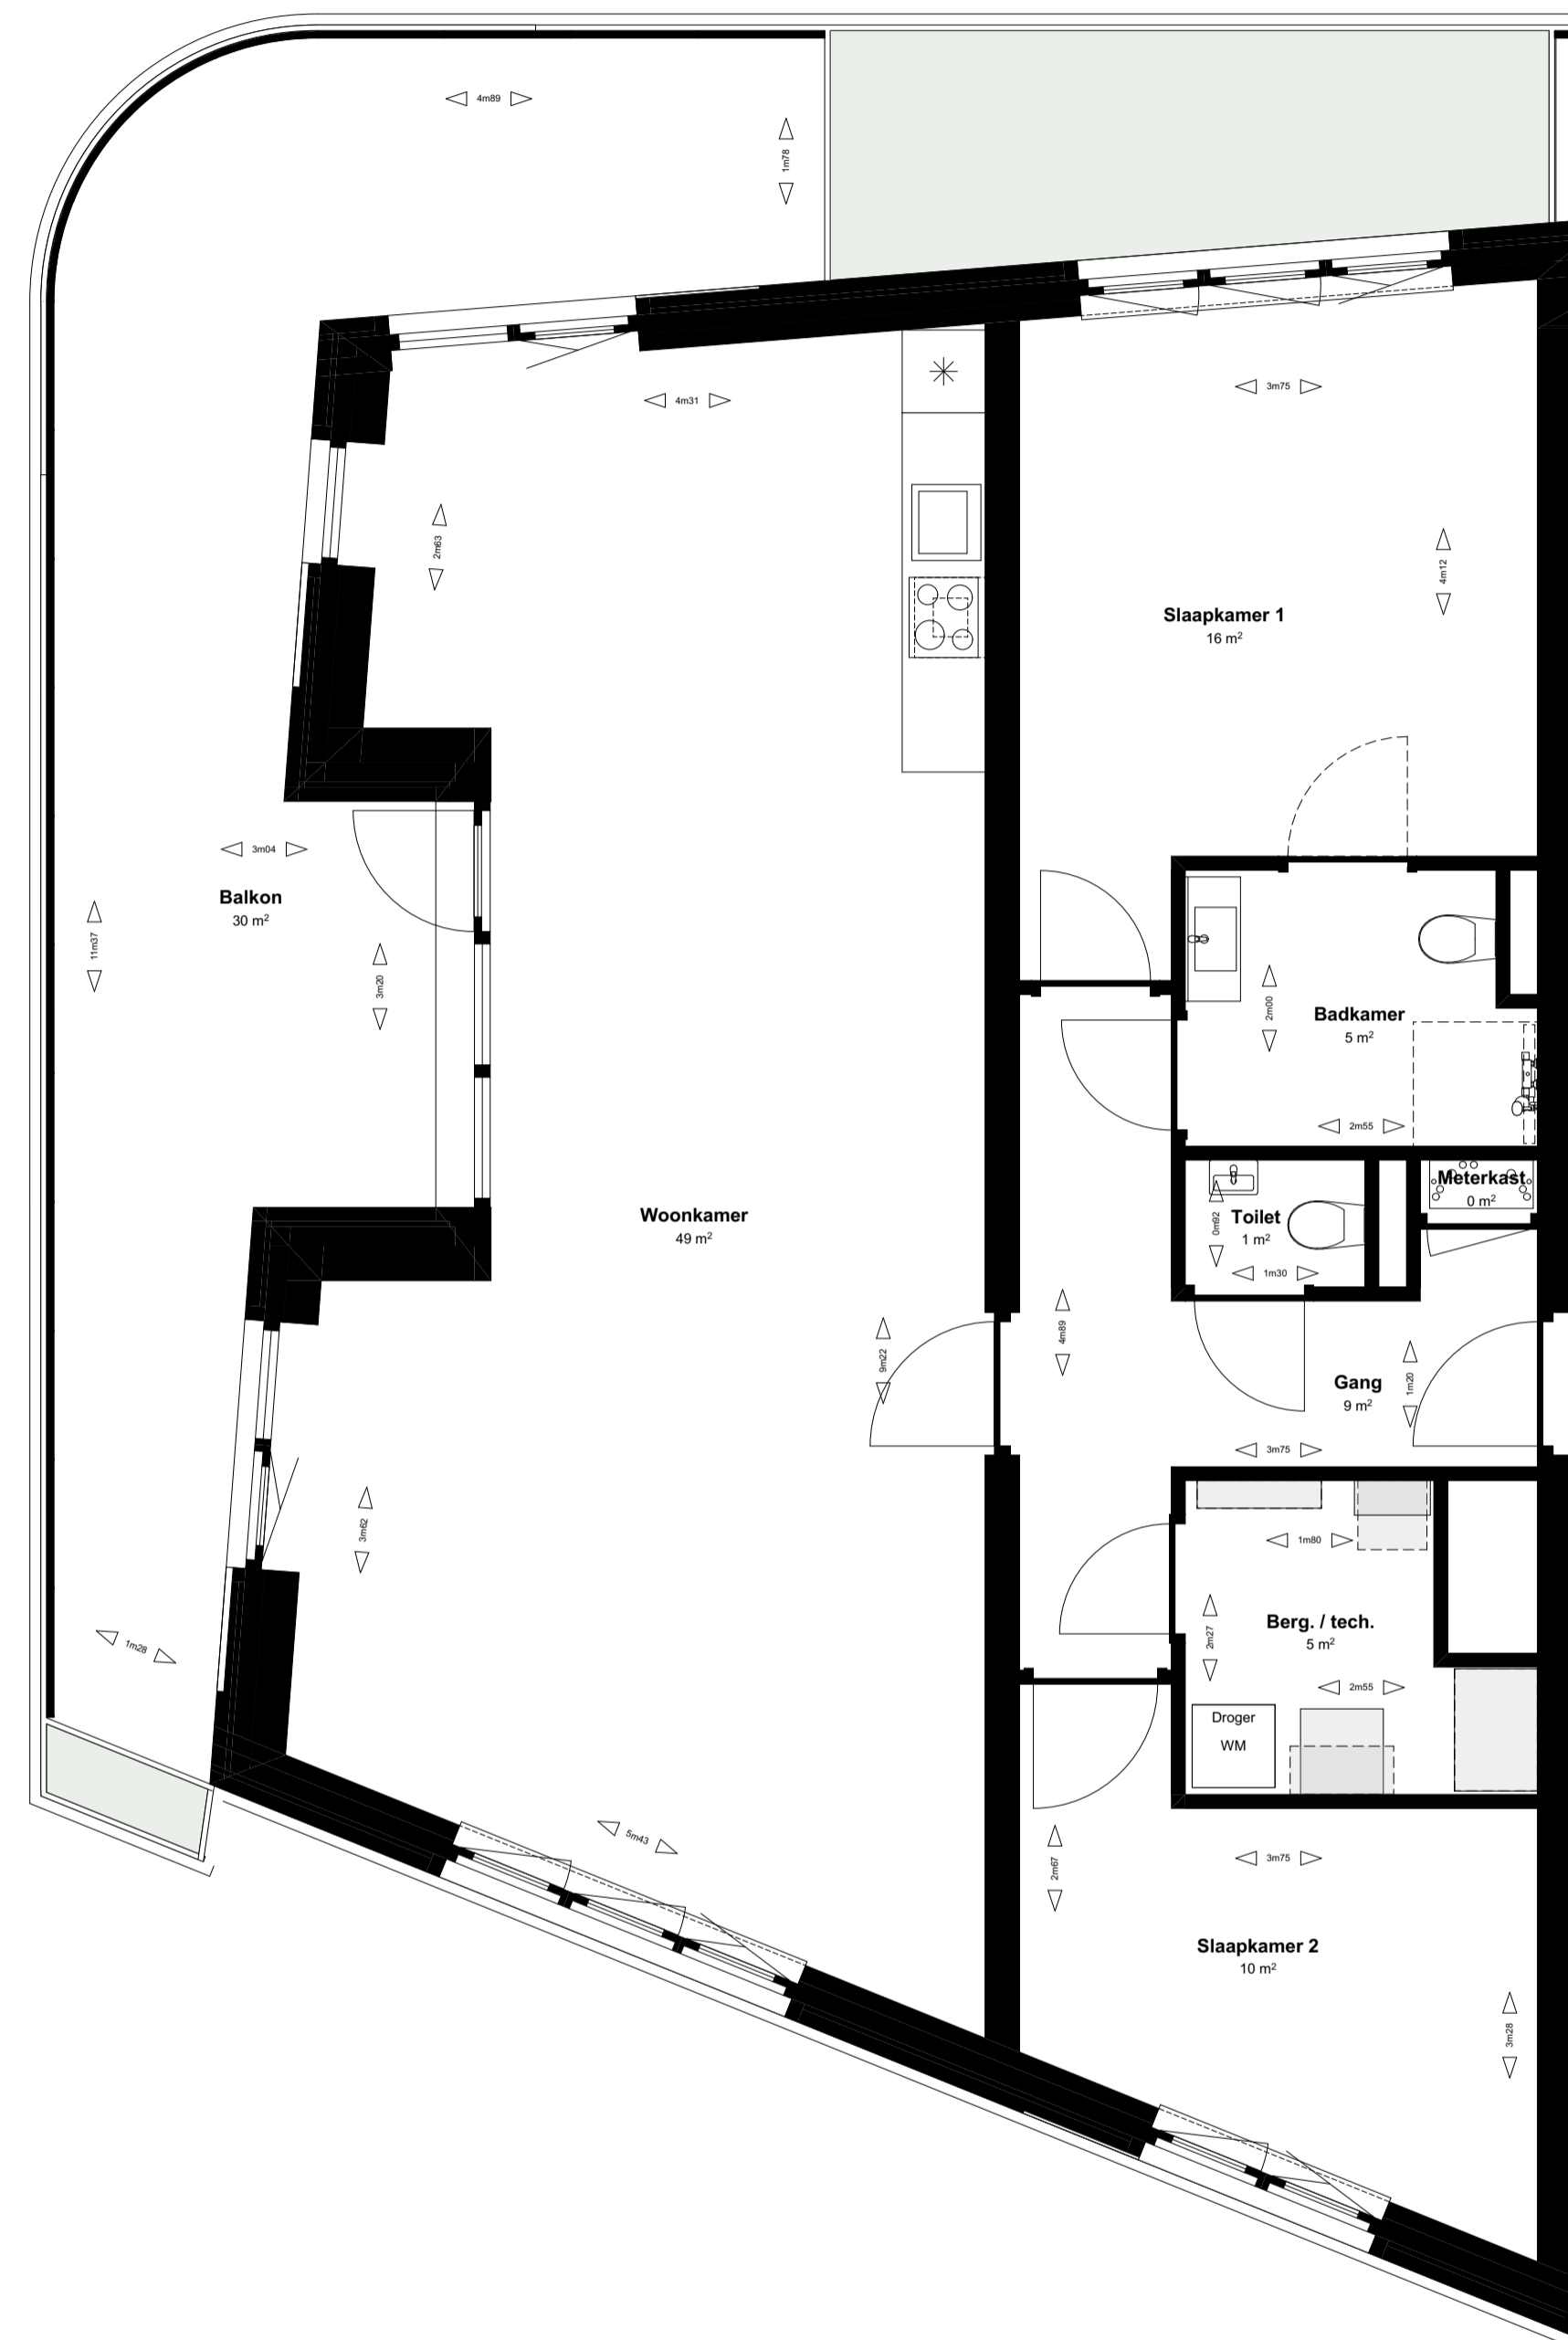 4m89
1m78
4m31
3m75
2m63
4m12
Slaapkamer 1
16 m²
3m04
Balkon
30 m²
11m37
3m20
2m00
Badkamer
5 m²
2m55
Meterkast
0 m²
Woonkamer
49 m²
0m92
Toilet
1 m²
1m30
4m89
9m22
Gang
9 m²
1m20
3m75
3m62
1m80
Berg. / tech.
5 m²
2m27
1m28
2m55
Droger
WM
5m43
2m67
3m75
Slaapkamer 2
10 m²
3m28